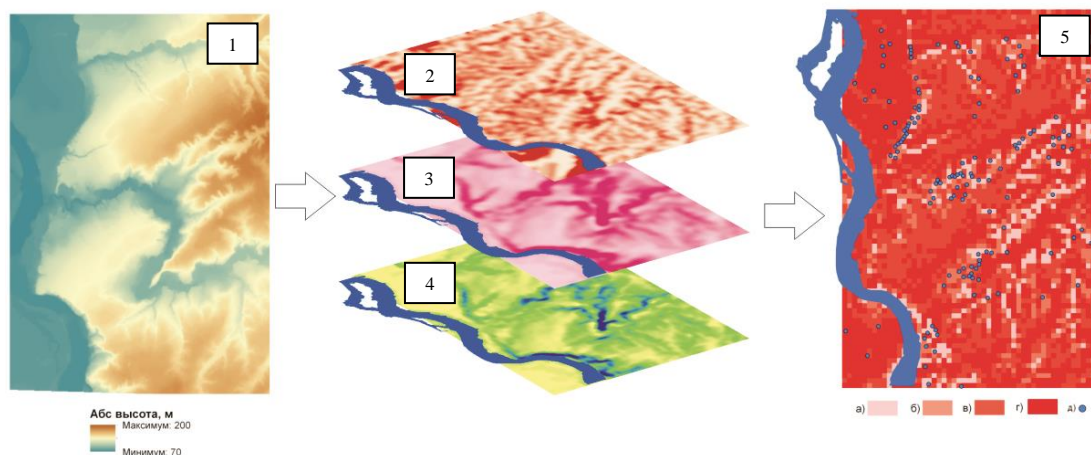 1
2
3
4
5
Абс высота, м
Максимум: 200
Минимум: 70
а)
б)
в)
г)
д)